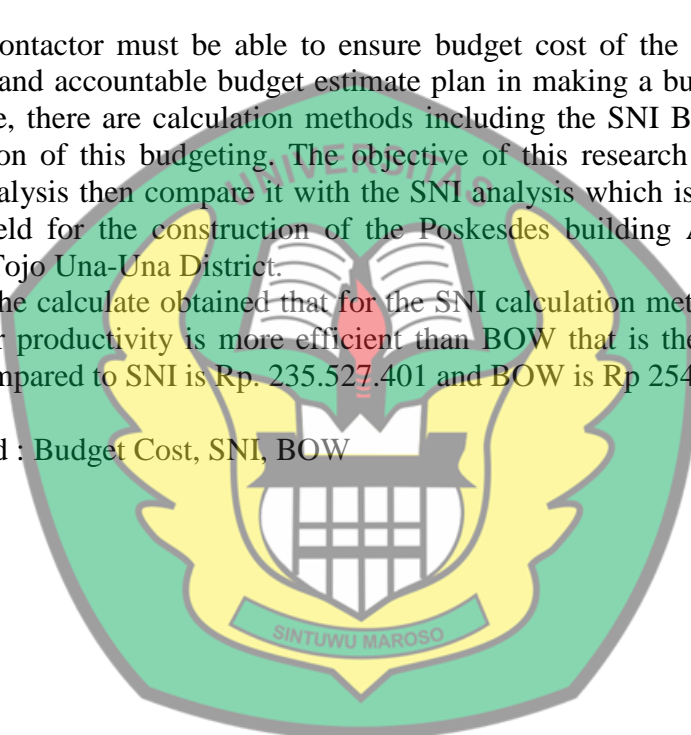 ontactor must be able to ensure budget cost of the
and accountable budget estimate plan in making a bu
e, there are calculation methods including the SNI B
on of this budgeting. The objective of this research
alysis then compare it with the SNI analysis which is
eld for the construction of the Poskesdes building A
Tojo Una-Una District.
he calculate obtained that for the SNI calculation met
r productivity is more efficient than BOW that is the
mpared to SNI is Rp. 235.527.401 and BOW is Rp 254
d : Budget Cost, SNI, BOW
UNIVERSITAS
SINTUWU MAROSO